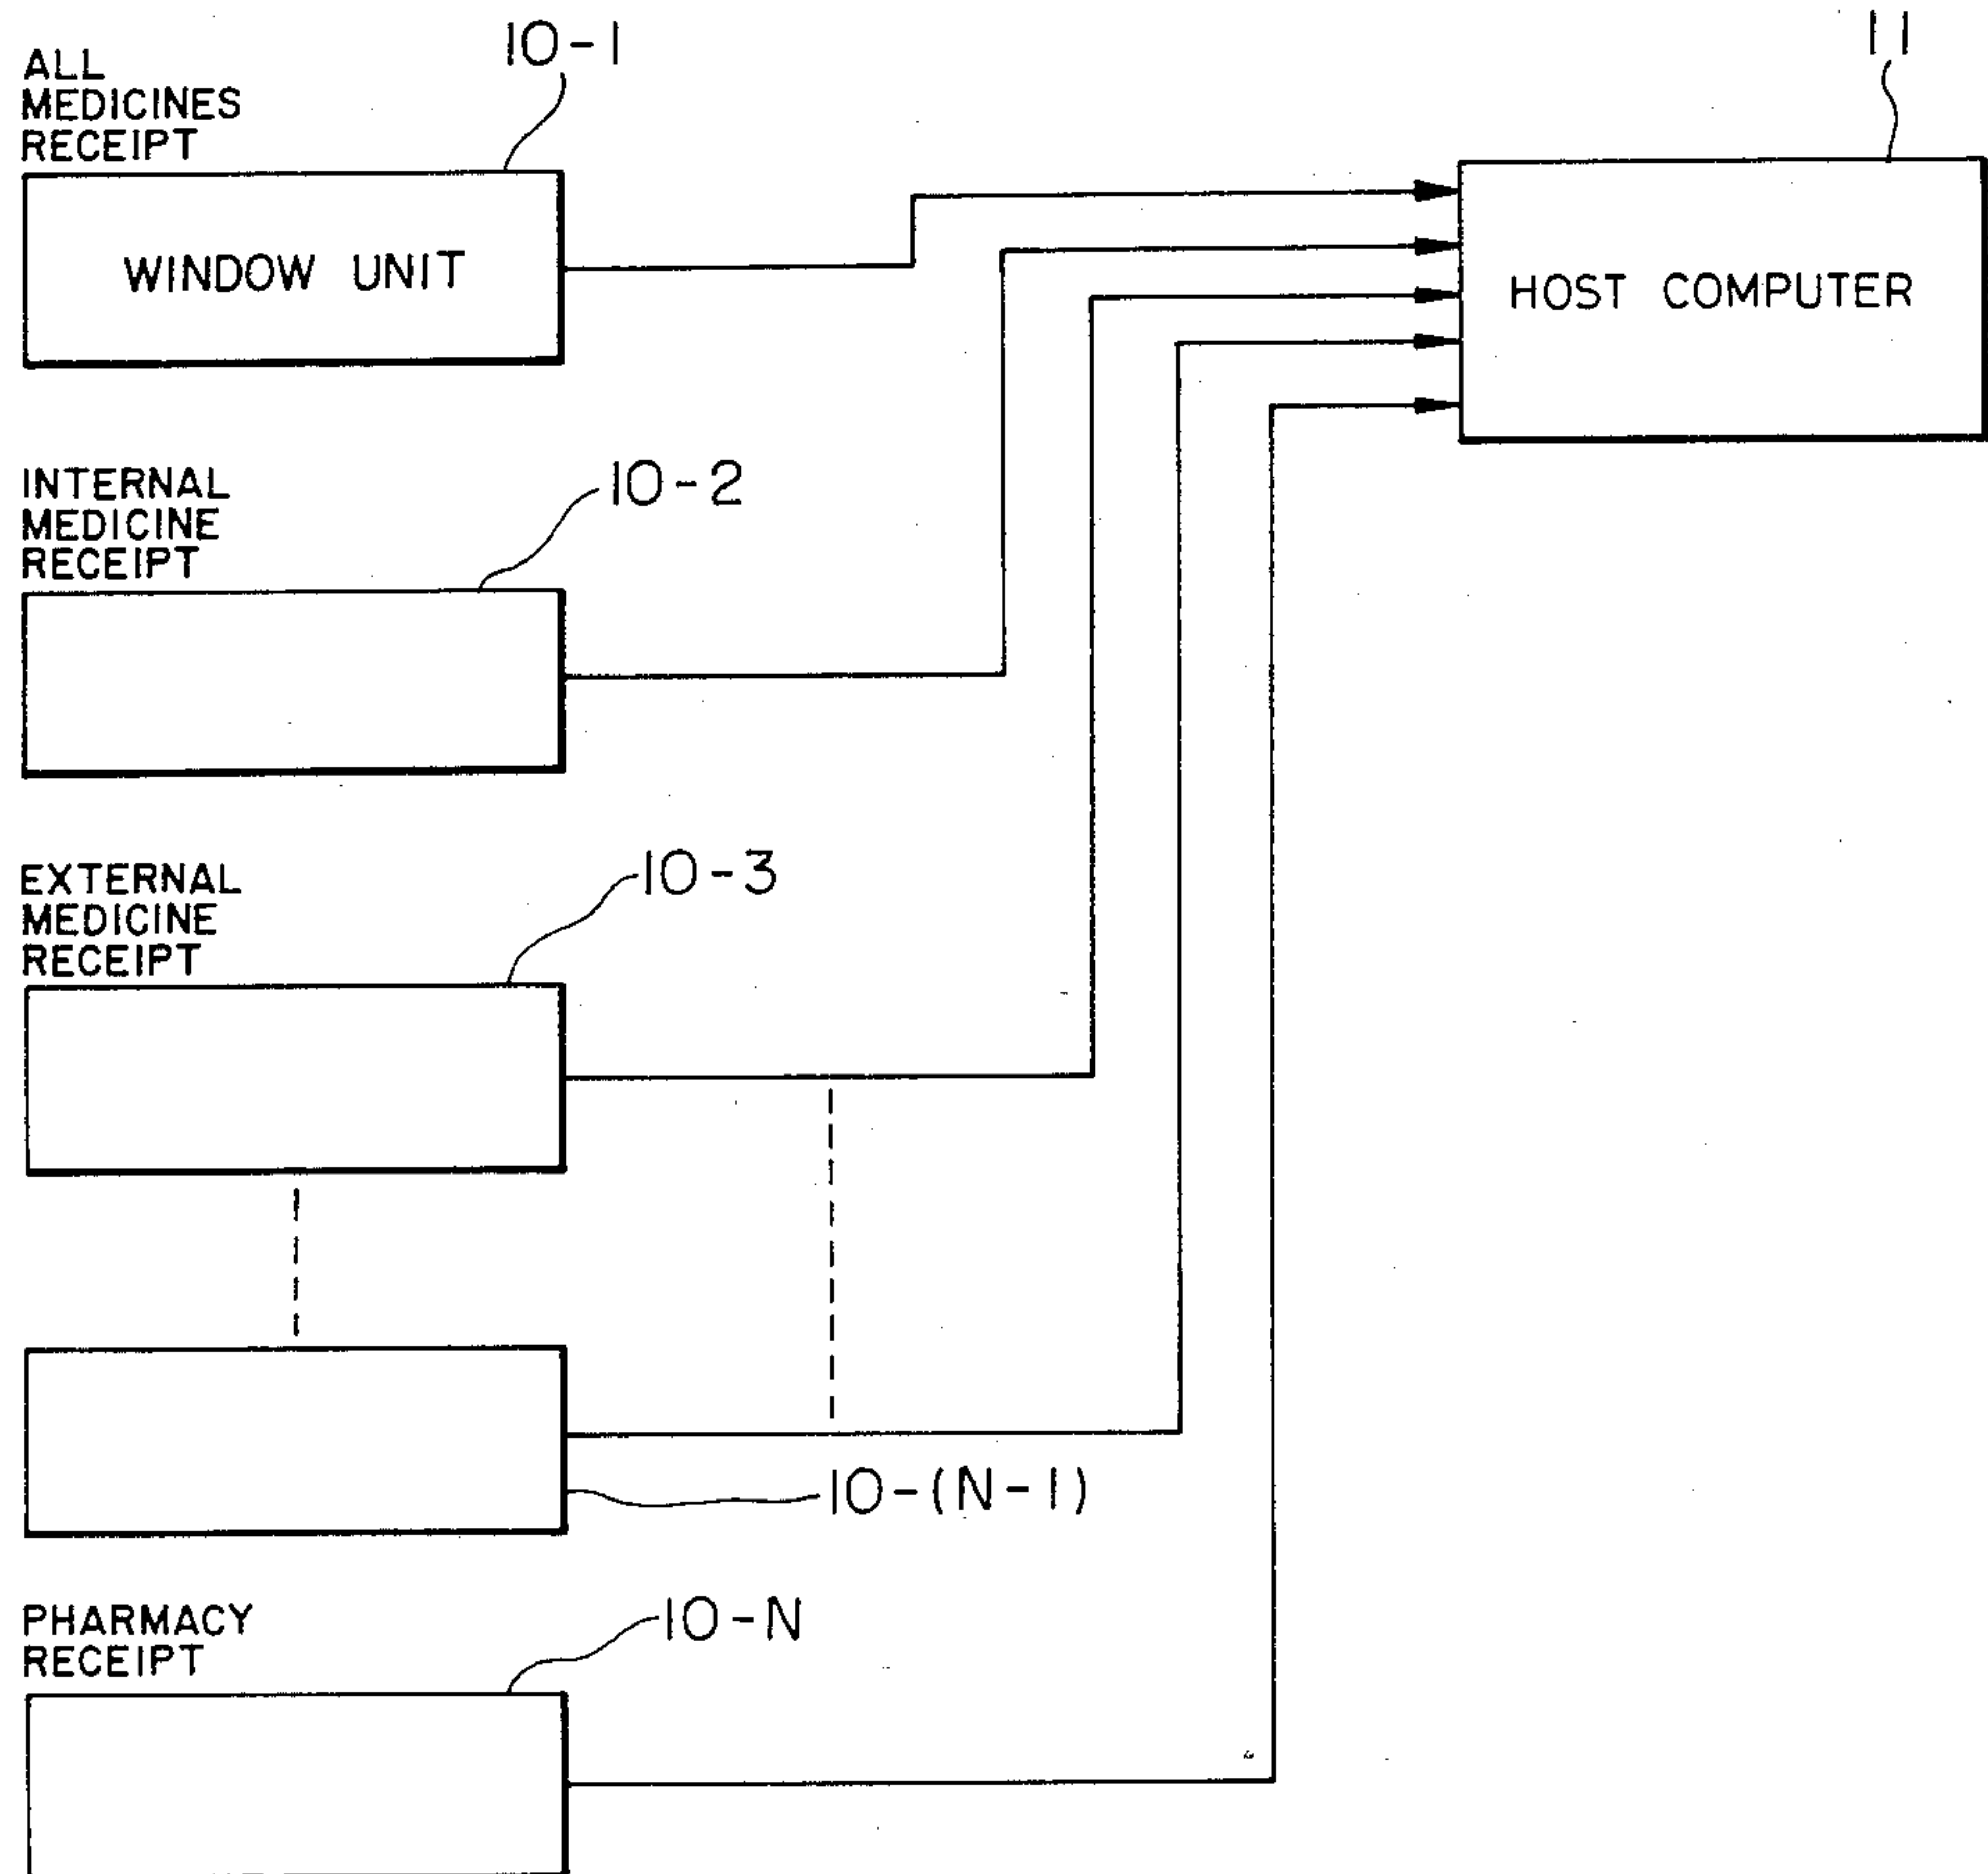 10-1
11
ALL
MEDICINES
RECEIPT
WINDOW UNIT
HOST COMPUTER
INTERNAL
MEDICINE
RECEIPT
10-2
EXTERNAL
MEDICINE
RECEIPT
10-3
10-(N-1)
PHARMACY
RECEIPT
10-N